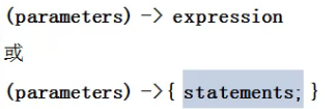 (parameters) -> expression
或
(parameters) ->{ statements; }